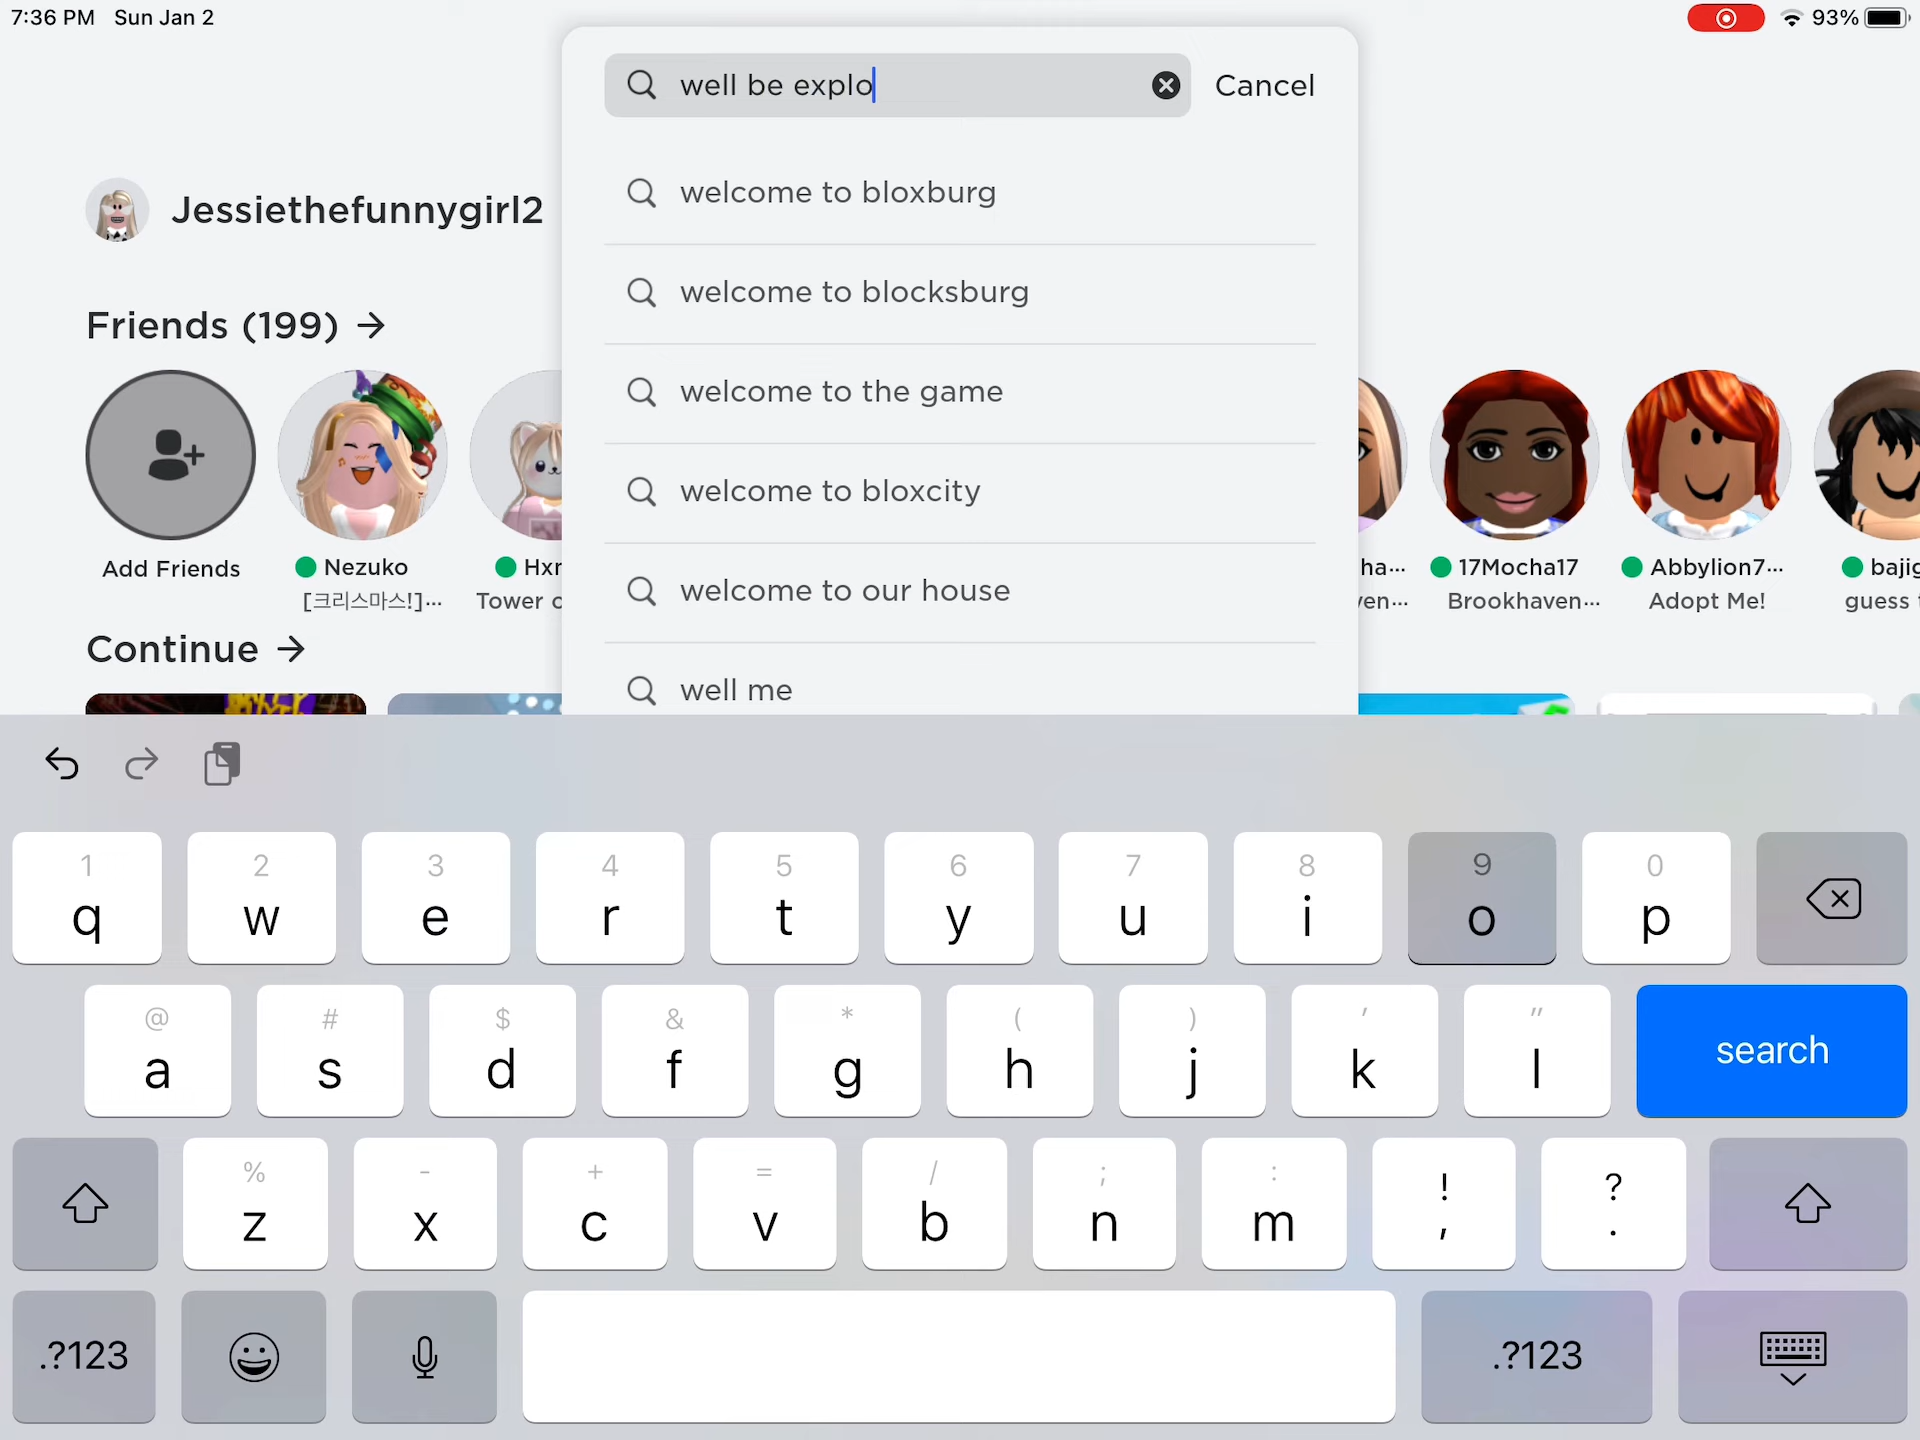 7:36 PM Sun Jan 2
93%
well be explo
Cancel
welcome to bloxburg
welcome to blocksburg
welcome to the game
welcome to bloxcity
welcome to our house
well me
Jessiethefunnygirl2
Friends (199)
Add Friends
Nezuko
[크리스마스!]...
Hxr
Tower
ha...
en...
17Mocha17
Brookhaven...
Abbylion7...
Adopt Me!
bajig
guess
Continue
1 2 3 4 5 6 7 8 9 0
q w e r t y u i o p
@ # $ & * ( ) ' "
a s d f g h j k l
search
% - + = / ; : ! ?
z x c v b n m , .
.?123
.?123